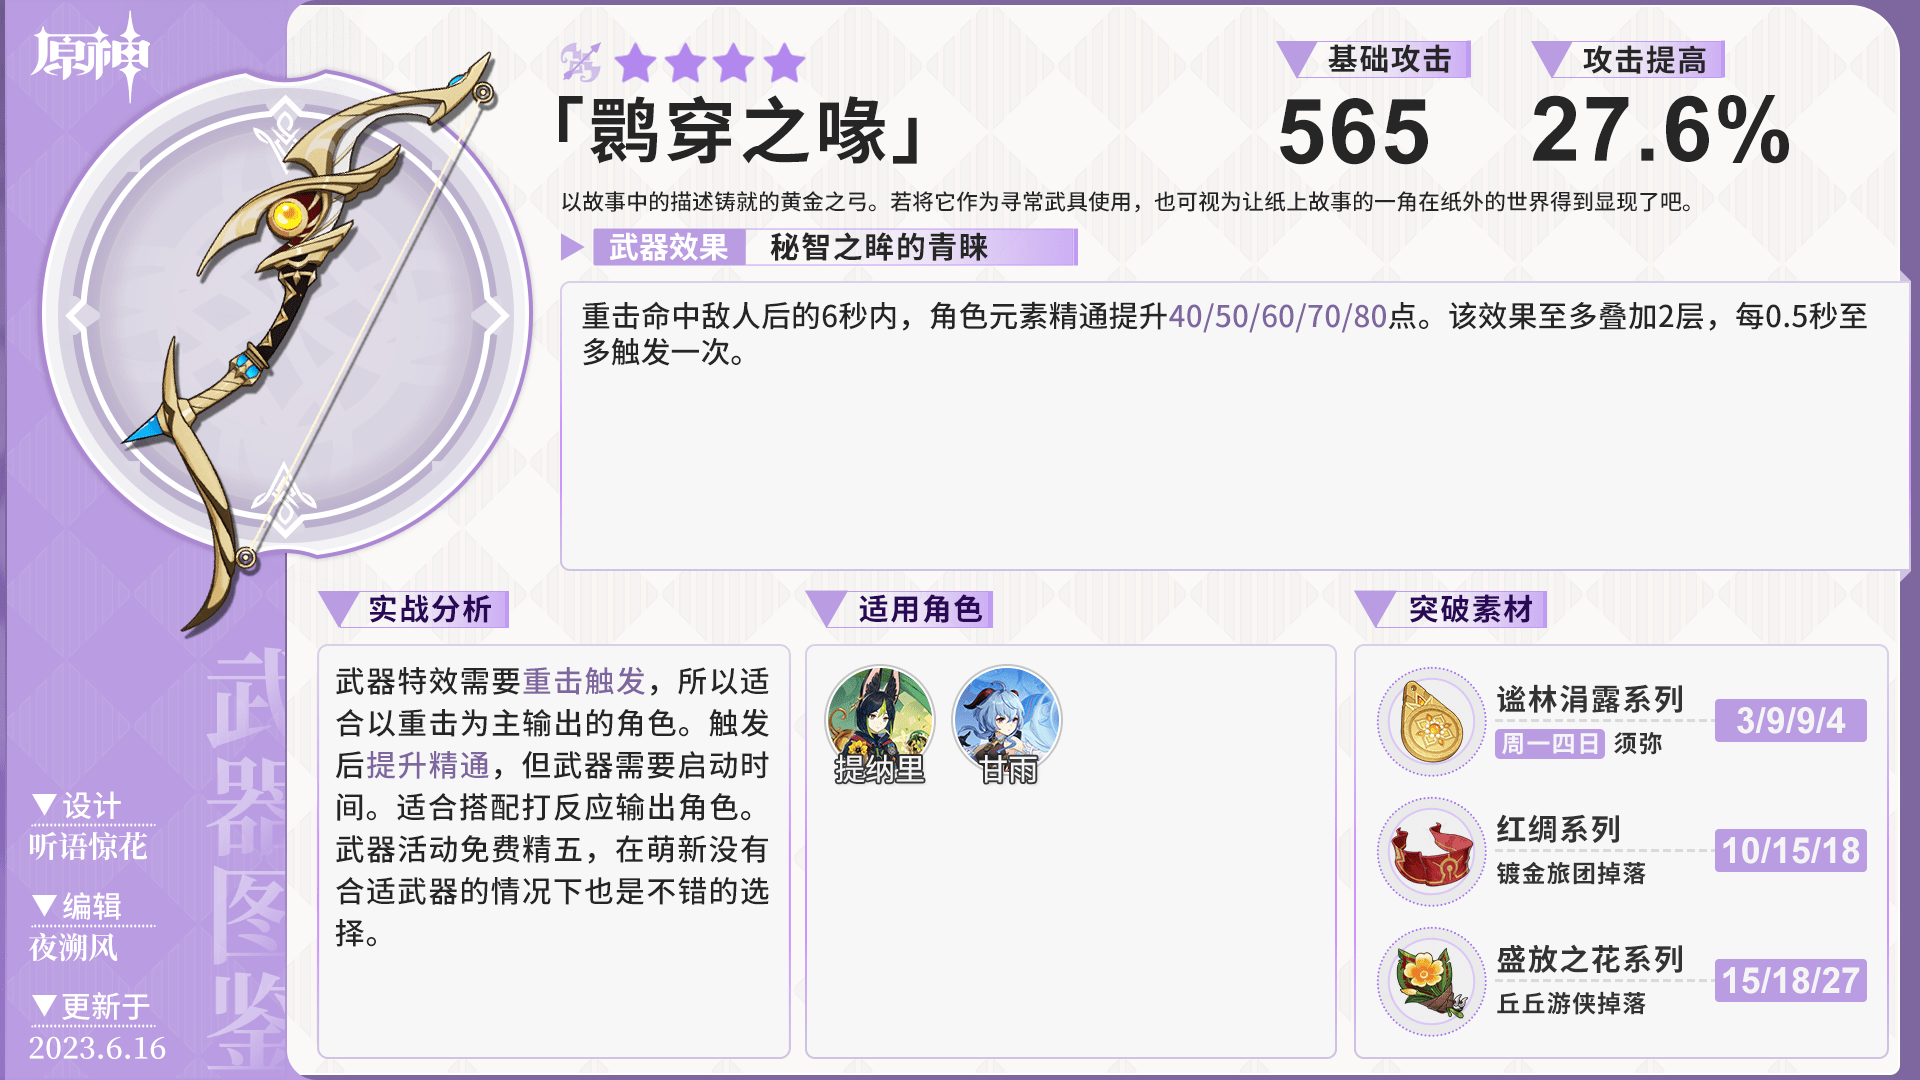 原神
「鹮穿之喙」
基础攻击
565
攻击提高
27.6%
以故事中的描述铸就的黄金之弓。若将它作为寻常武具使用，也可视为让纸上故事的一角在纸外的世界得到显现了吧。
武器效果
秘智之眸的青睐
重击命中敌人后的6秒内，角色元素精通提升40/50/60/70/80点。该效果至多叠加2层，每0.5秒至
多触发一次。
实战分析
武器特效需要重击触发，所以适
合以重击为主输出的角色。触发
后提升精通，但武器需要启动时
间。适合搭配打反应输出角色。
武器活动免费精五，在萌新没有
合适武器的情况下也是不错的选
择。
适用角色
提纳里
甘雨
突破素材
谧林涓露系列
周一四日 须弥
3/9/9/4
红绸系列
镀金旅团掉落
10/15/18
盛放之花系列
丘丘游侠掉落
15/18/27
武器图鉴
▼设计
听语惊花
▼编辑
夜溯风
▼更新于
2023.6.16